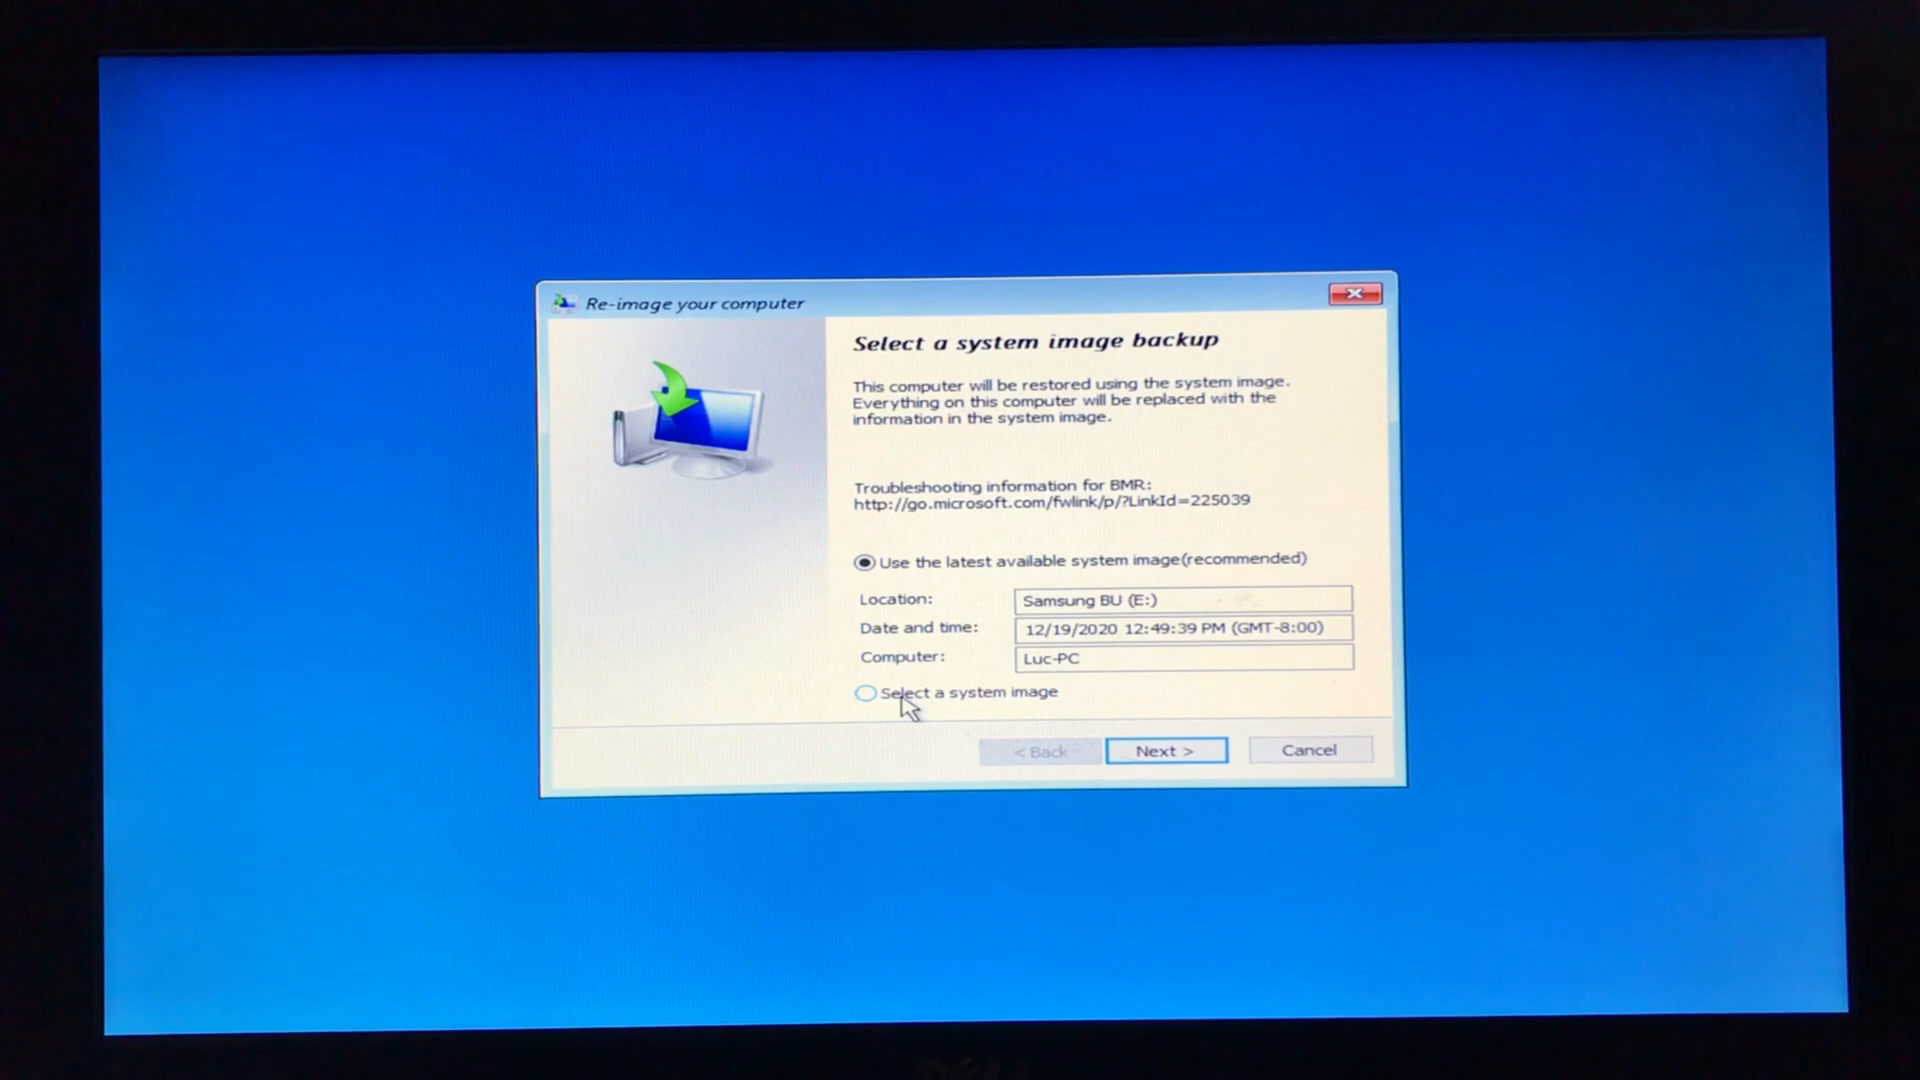 Re-image your computer
Select a system image backup
This computer will be restored using the system image.
Everything on this computer will be replaced with the
information in the system image.
Troubleshooting information for BMR:
http://go.microsoft.com/fwlink/p/?LinkId=225039
Use the latest available system image(recommended)
Location: Samsung BU (E:)
Date and time: 12/19/2020 12:49:39 PM (GMT-8:00)
Computer: Luc-PC
Select a system image
< Back Next > Cancel